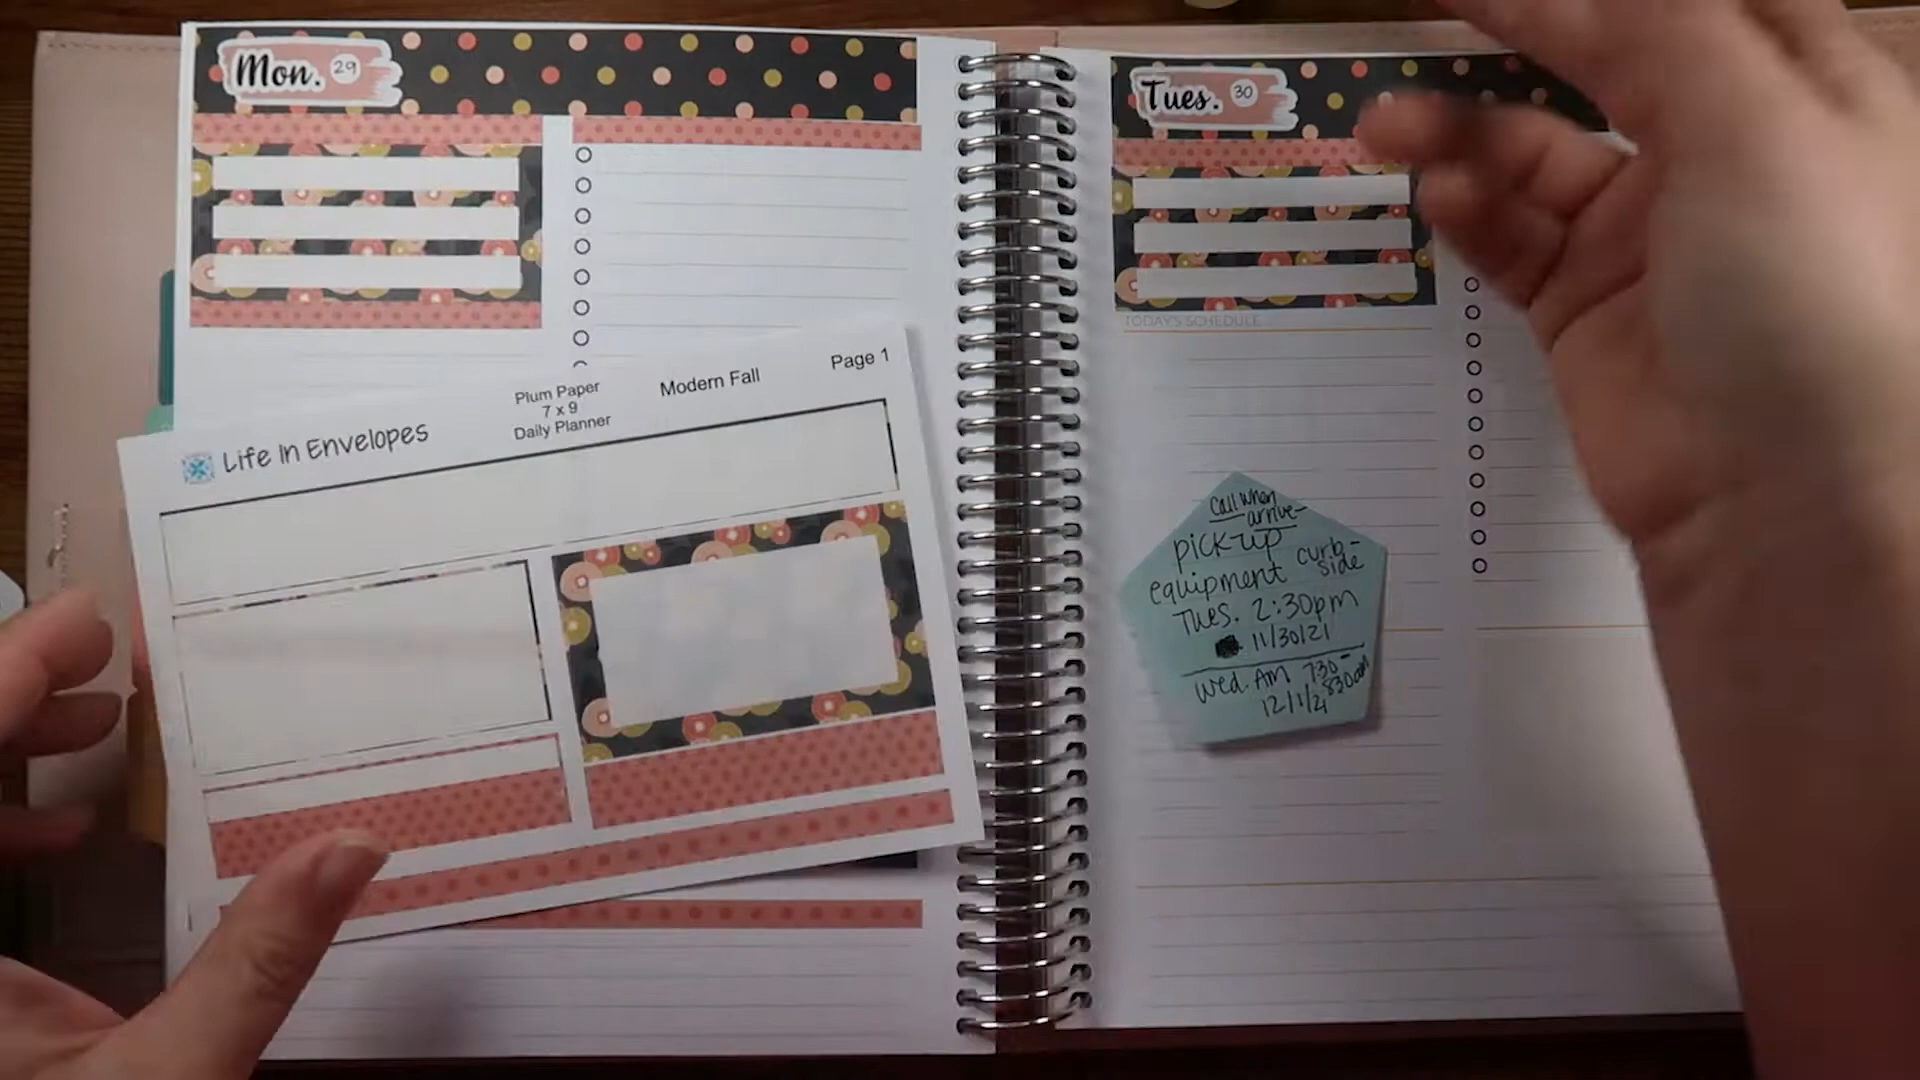 Mon. 29
Tues. 30
TODAY'S SCHEDULE
Life In Envelopes
Plum Paper
7 x 9
Daily Planner
Modern Fall
Page 1
Call when
arrive-
pick-up
curb-
side
equipment
Tues. 2:30pm
11/30/21
Wed. AM 730-
830am
12/1/21